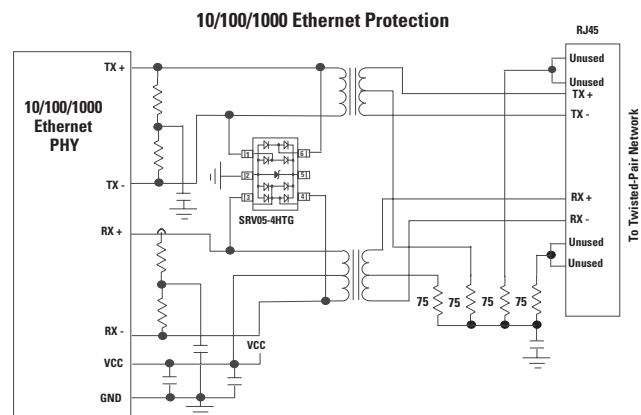 10/100/1000 Ethernet Protection
RJ45
TX +
10/100/1000
Ethernet
PHY
TX -
RX +
RX -
VCC
GND
1
2
3
6
5
4
SRV05-4HTG
VCC
75
75
75
75
Unused
Unused
TX +
TX -
RX +
RX -
Unused
Unused
To Twisted-Pair Network